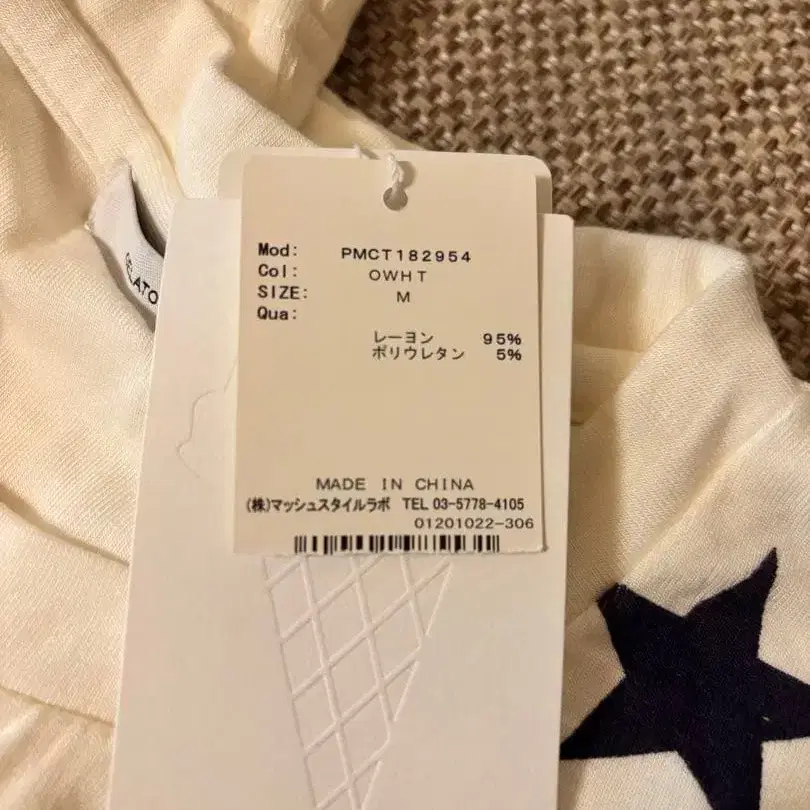 Mod: PMCT182954
Col: OWHT
SIZE: M
Qua:
レーヨン 95%
ポリウレタン 5%
MADE IN CHINA
(株)マッシュスタイルラボ TEL 03-5778-4105
01201022-306
GELATO